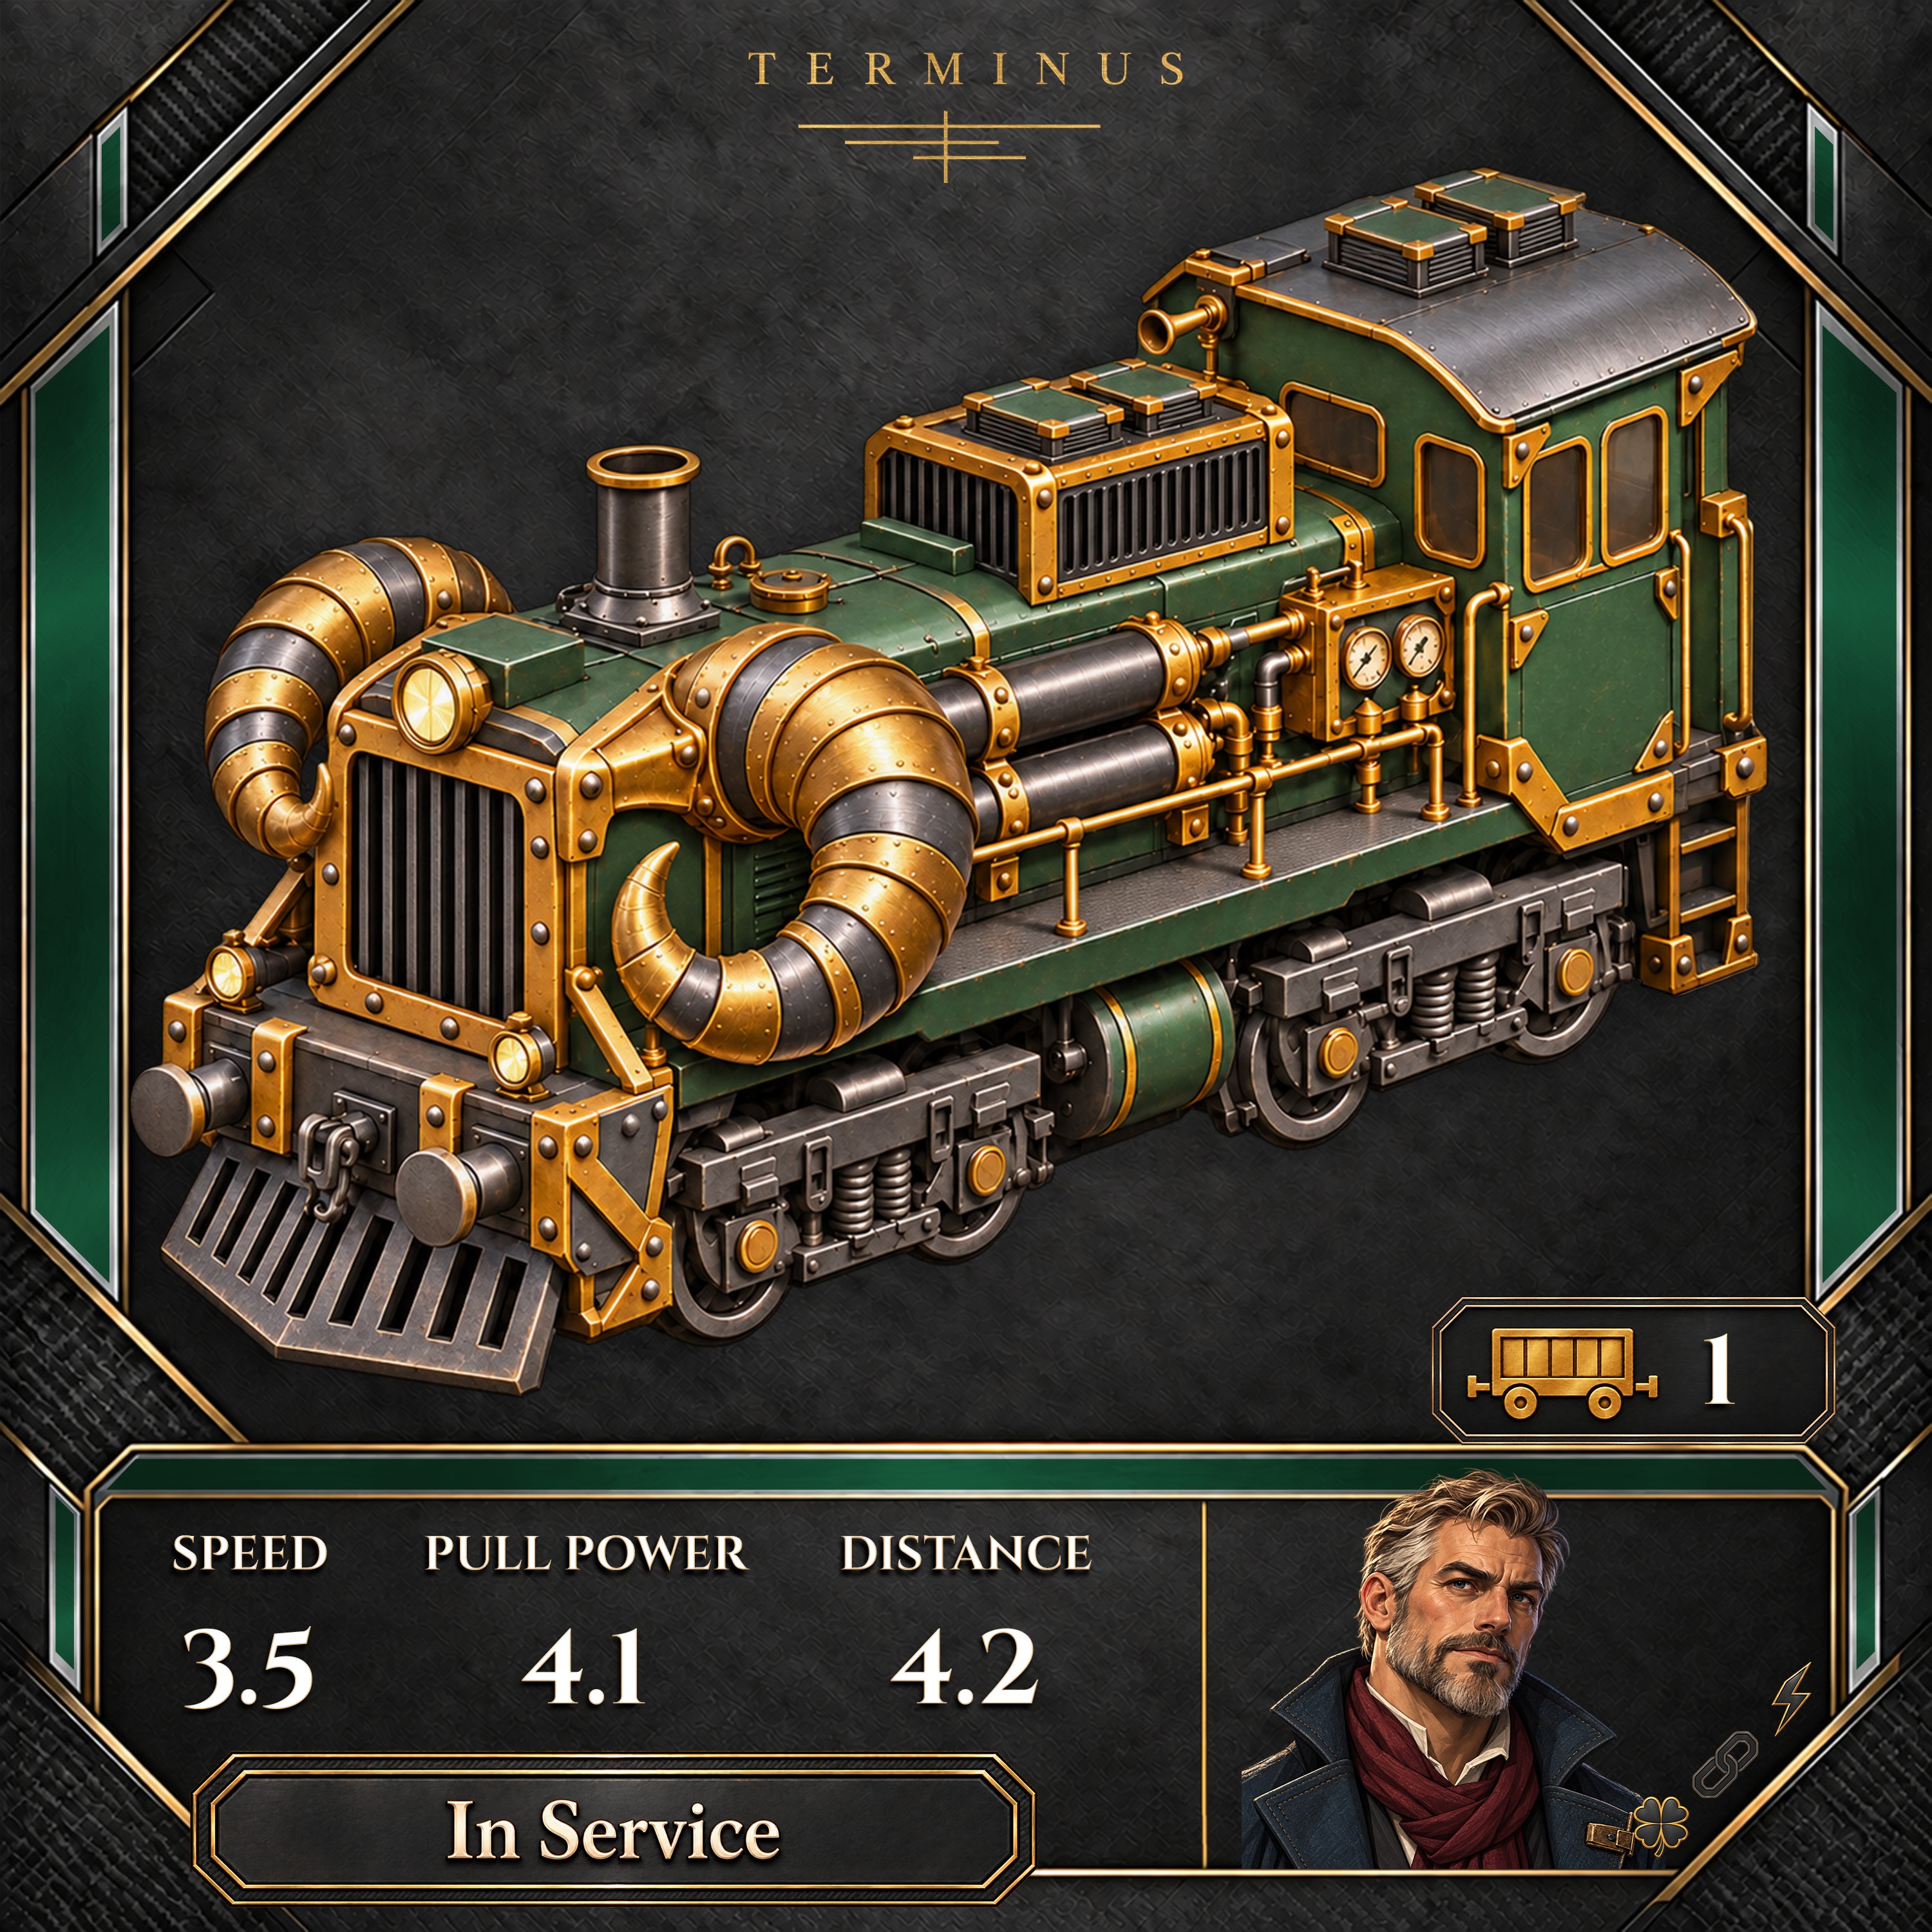 TERMINUS
1
SPEED PULL POWER DISTANCE
3.5 4.1 4.2
In Service